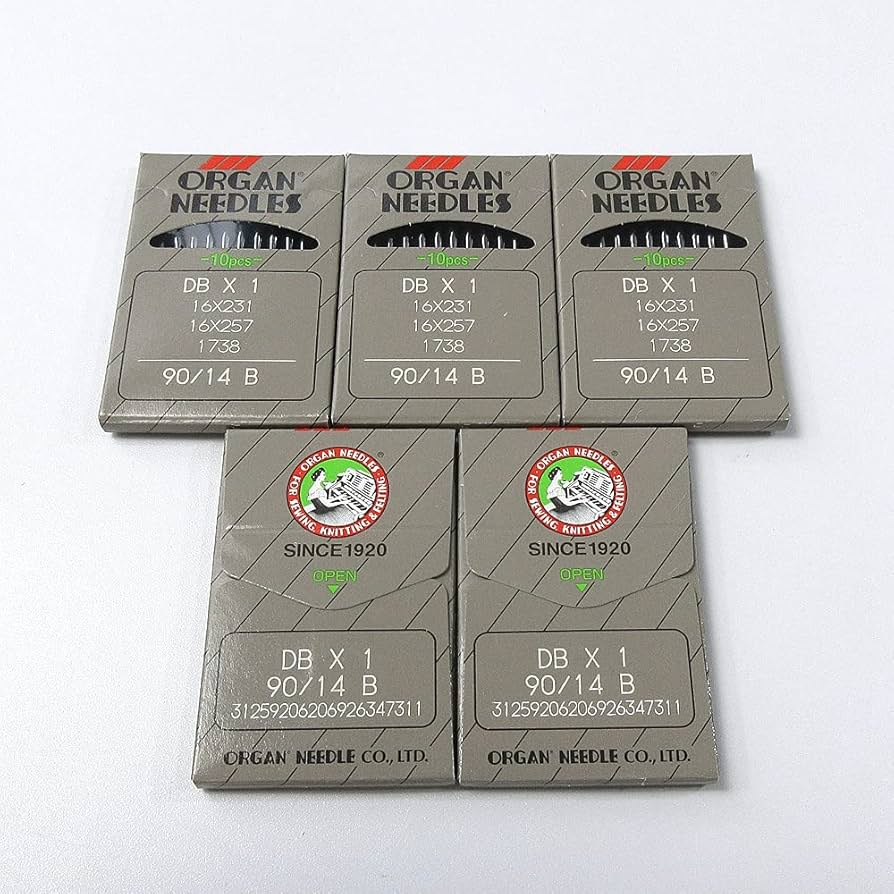 ORGAN®
NEEDLES
-10pcs-
DB X 1
16X231
16X257
1738
90/14 B
ORGAN®
NEEDLES
-10pcs-
DB X 1
16X231
16X257
1738
90/14 B
ORGAN®
NEEDLES
-10pcs-
DB X 1
16X231
16X257
1738
90/14 B
· ORGAN NEEDLES ·
FOR SEWING, KNITTING & FELTING
SINCE1920
OPEN
DB X 1
90/14 B
31259206206926347311
ORGAN® NEEDLE CO., LTD.
· ORGAN NEEDLES ·
FOR SEWING, KNITTING & FELTING
SINCE1920
OPEN
DB X 1
90/14 B
31259206206926347311
ORGAN® NEEDLE CO., LTD.